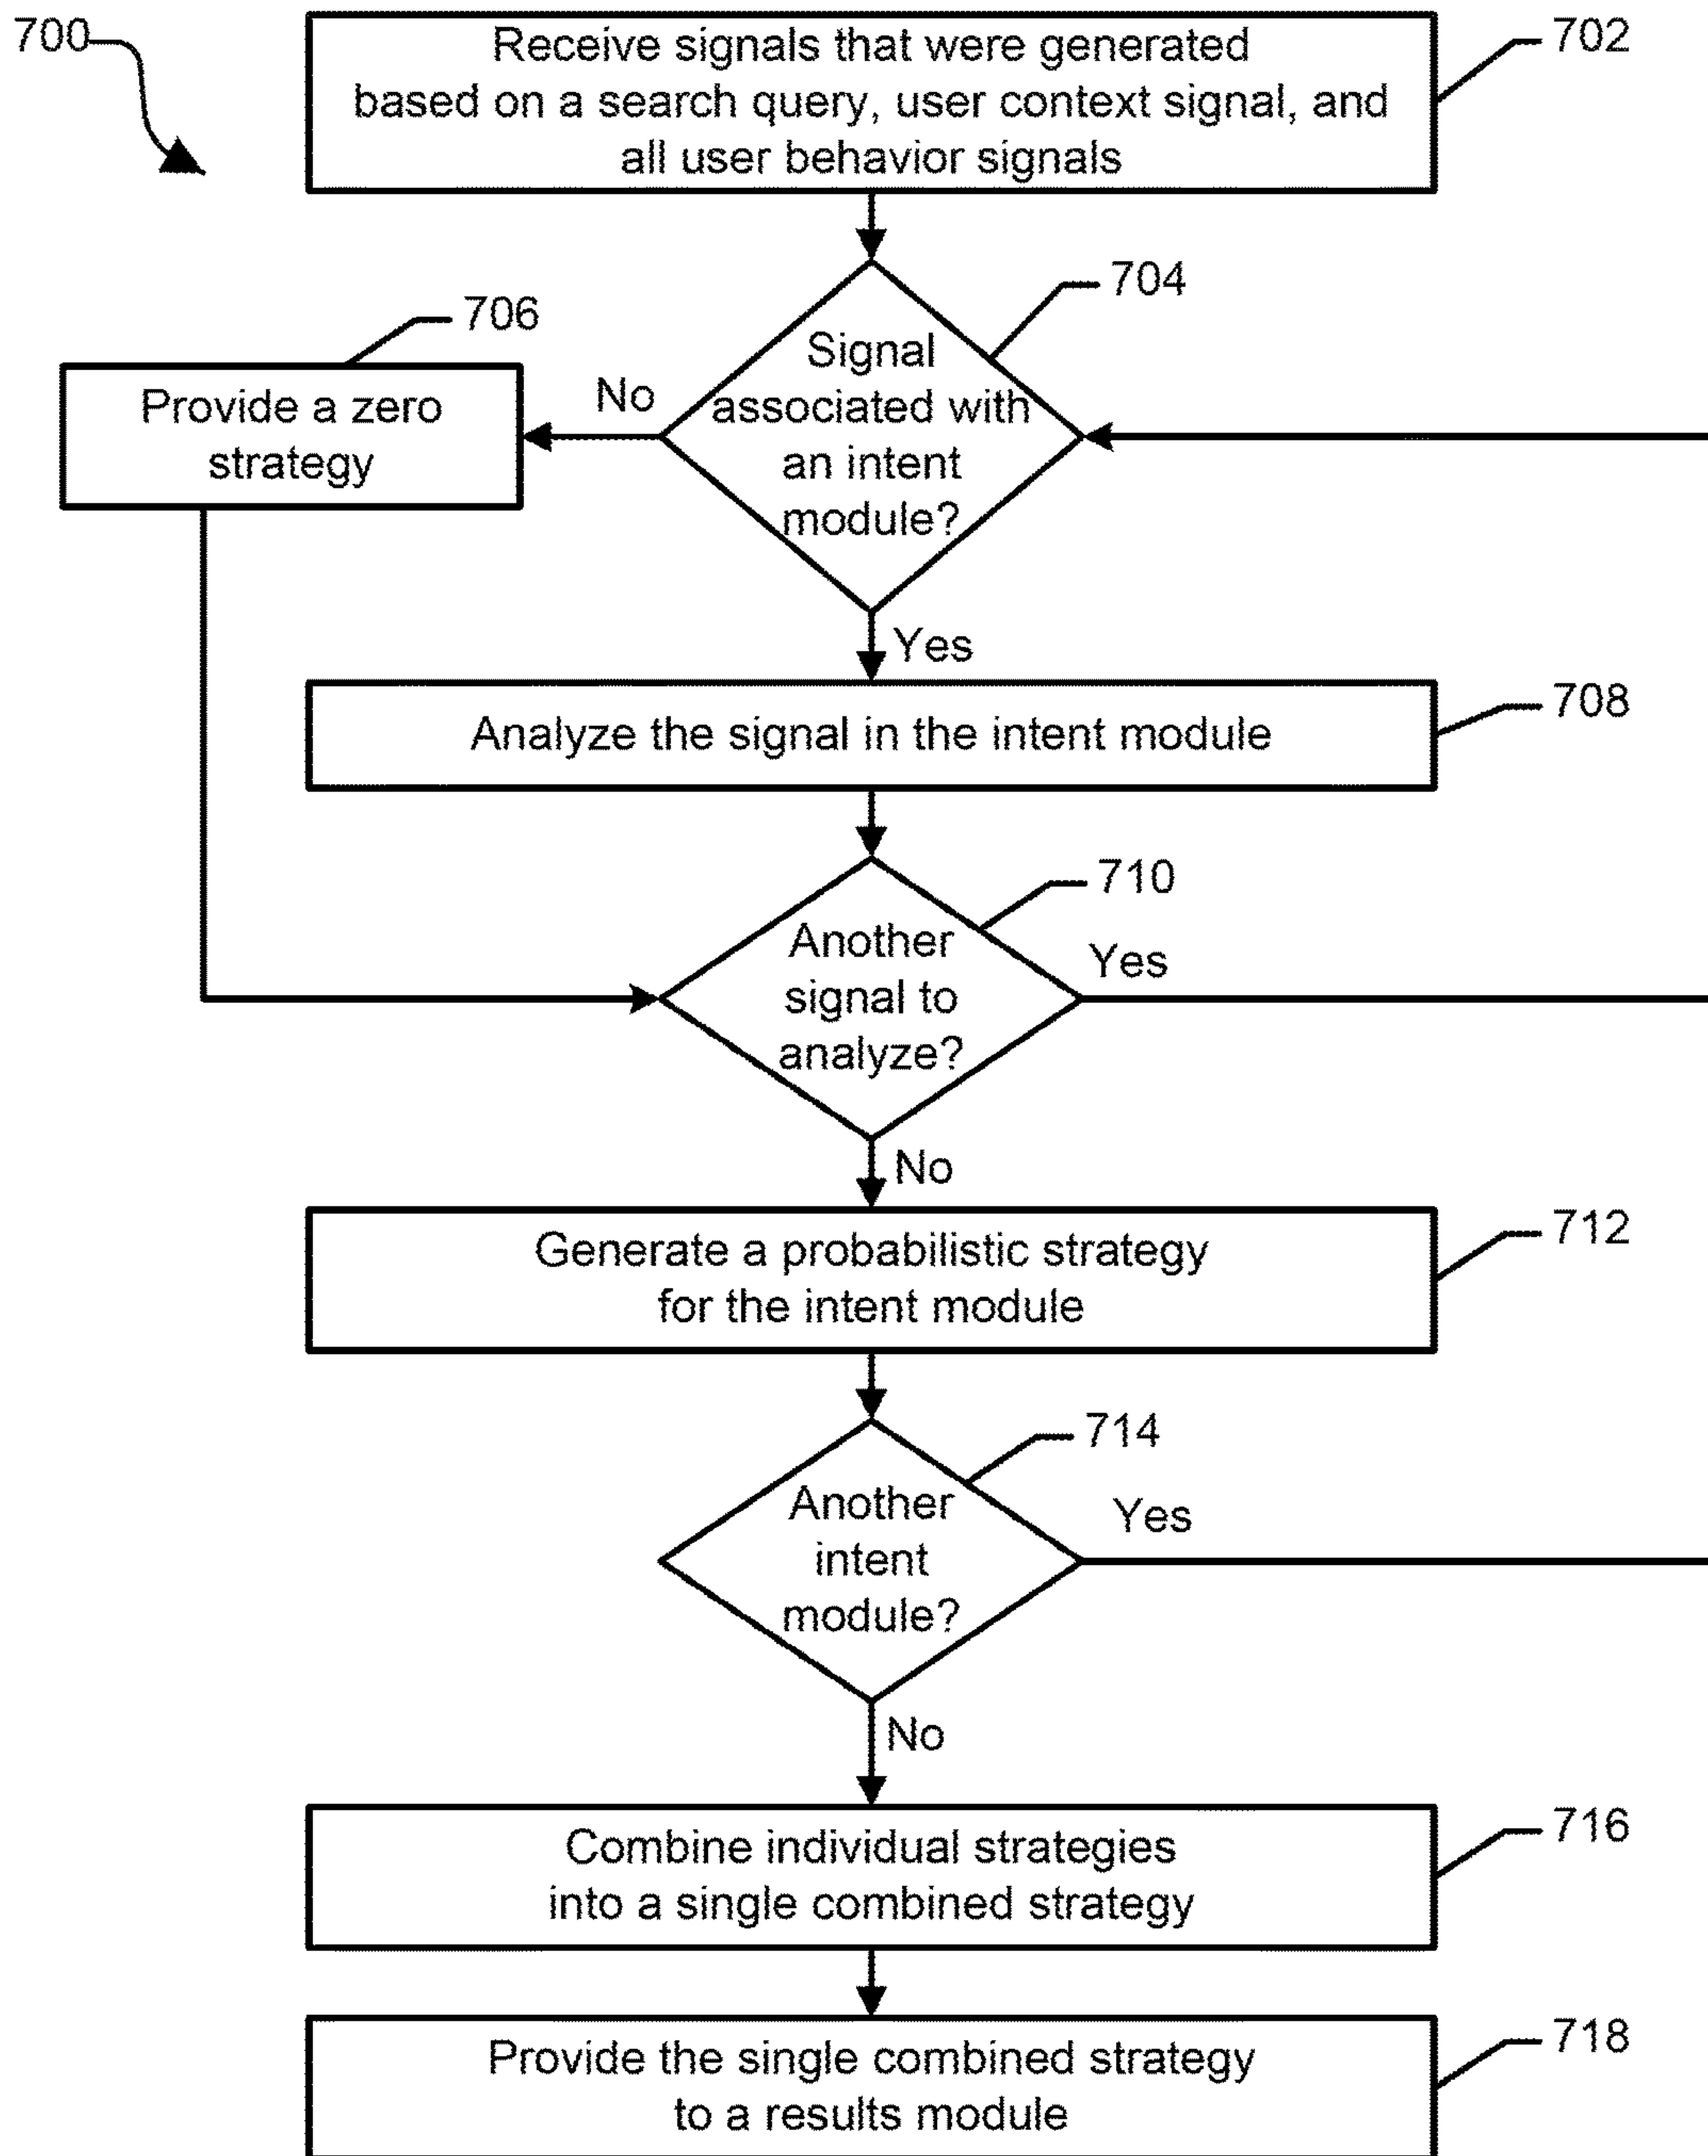 700
Receive signals that were generated
based on a search query, user context signal, and
all user behavior signals
702
704
Signal
associated with
an intent
module?
706
No
Provide a zero
strategy
Yes
Analyze the signal in the intent module
708
710
Another
signal to
analyze?
Yes
No
Generate a probabilistic strategy
for the intent module
712
714
Another
intent
module?
Yes
No
Combine individual strategies
into a single combined strategy
716
Provide the single combined strategy
to a results module
718